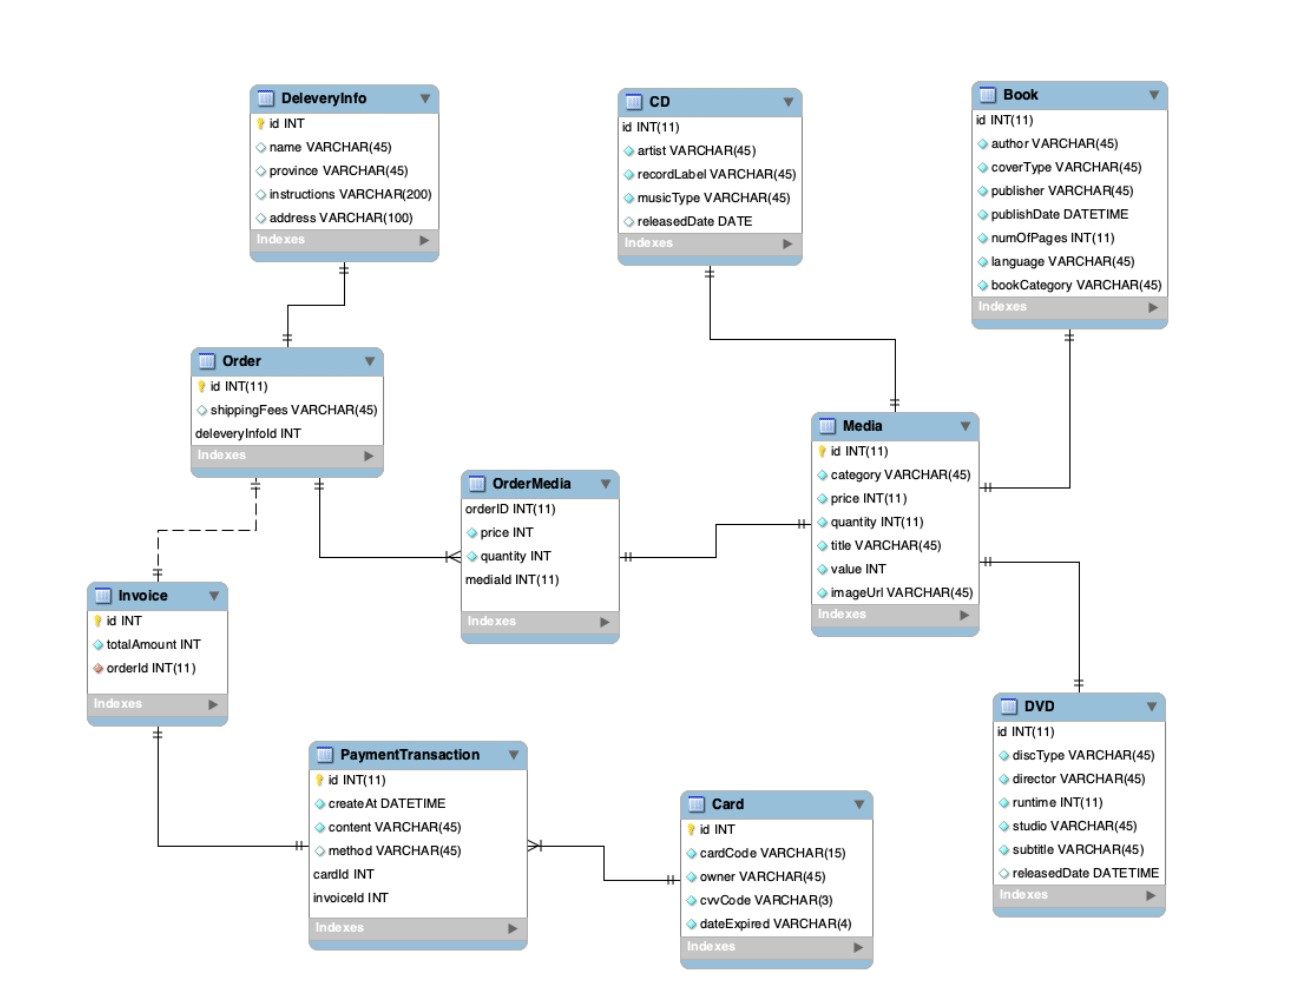 DeleveryInfo
id INT
name VARCHAR(45)
province VARCHAR(45)
instructions VARCHAR(200)
address VARCHAR(100)
Indexes
CD
id INT(11)
artist VARCHAR(45)
recordLabel VARCHAR(45)
musicType VARCHAR(45)
releasedDate DATE
Indexes
Book
id INT(11)
author VARCHAR(45)
coverType VARCHAR(45)
publisher VARCHAR(45)
publishDate DATETIME
numOfPages INT(11)
language VARCHAR(45)
bookCategory VARCHAR(45)
Indexes
Order
id INT(11)
shippingFees VARCHAR(45)
deleveryInfoId INT
Indexes
OrderMedia
orderID INT(11)
price INT
quantity INT
mediaId INT(11)
Indexes
Media
id INT(11)
category VARCHAR(45)
price INT(11)
quantity INT(11)
title VARCHAR(45)
value INT
imageUrl VARCHAR(45)
Indexes
Invoice
id INT
totalAmount INT
orderId INT(11)
Indexes
PaymentTransaction
id INT(11)
createAt DATETIME
content VARCHAR(45)
method VARCHAR(45)
cardId INT
invoiceId INT
Indexes
Card
id INT
cardCode VARCHAR(15)
owner VARCHAR(45)
cvvCode VARCHAR(3)
dateExpired VARCHAR(4)
Indexes
DVD
id INT(11)
discType VARCHAR(45)
director VARCHAR(45)
runtime INT(11)
studio VARCHAR(45)
subtitle VARCHAR(45)
releasedDate DATETIME
Indexes